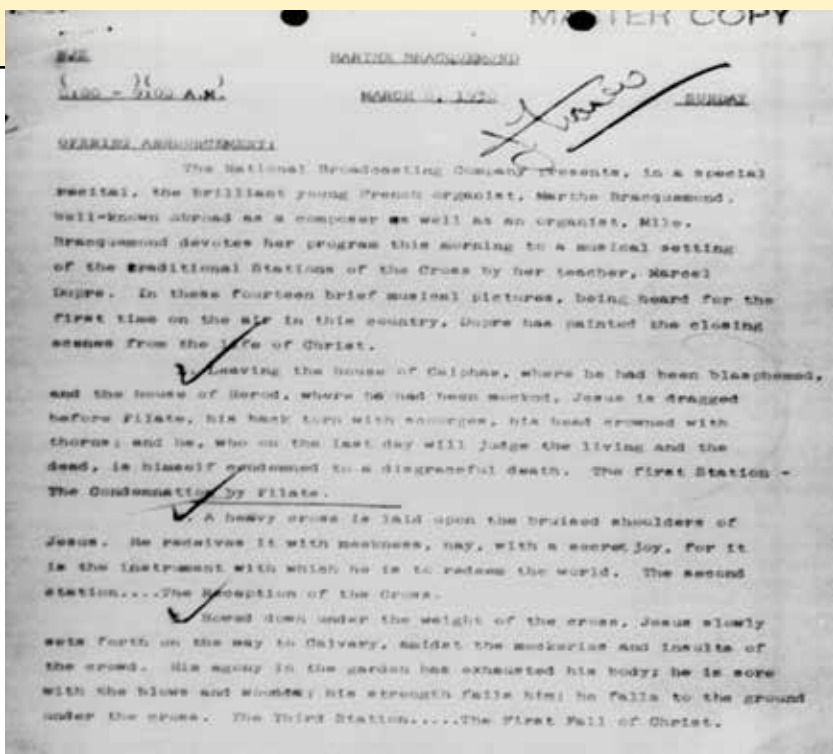 MASTER COPY
WJZ MARTHE BRACQUEMOND
( )( )
8:00 - 9:00 A.M. MARCH 1930 SUNDAY
OPENING ANNOUNCEMENT:
The National Broadcasting Company presents, in a special
recital, the brilliant young French organist, Marthe Bracquemond.
Well-known abroad as a composer as well as an organist, Mlle.
Bracquemond devotes her program this morning to a musical setting
of the traditional Stations of the Cross by her teacher, Marcel
Dupre. In these fourteen brief musical pictures, being heard for the
first time on the air in this country, Dupre has painted the closing
scenes from the life of Christ.
Leaving the house of Caiphas, where he had been blasphemed,
and the house of Herod, where he had been mocked, Jesus is dragged
before Pilate, his back torn with scourges, his head crowned with
thorns; and he, who on the last day will judge the living and the
dead, is himself condemned to a disgraceful death. The first Station -
The Condemnation by Pilate.
. A heavy cross is laid upon the bruised shoulders of
Jesus. He receives it with meekness, nay, with a secret joy, for it
is the instrument with which he is to redeem the world. The second
station....The Reception of the Cross.
Bowed down under the weight of the cross, Jesus slowly
sets forth on the way to Calvary, amidst the mockeries and insults of
the crowd. His agony in the garden has exhausted his body; he is sore
with the blows and wounds; his strength fails him; he falls to the ground
under the cross. The Third Station.....The First Fall of Christ.